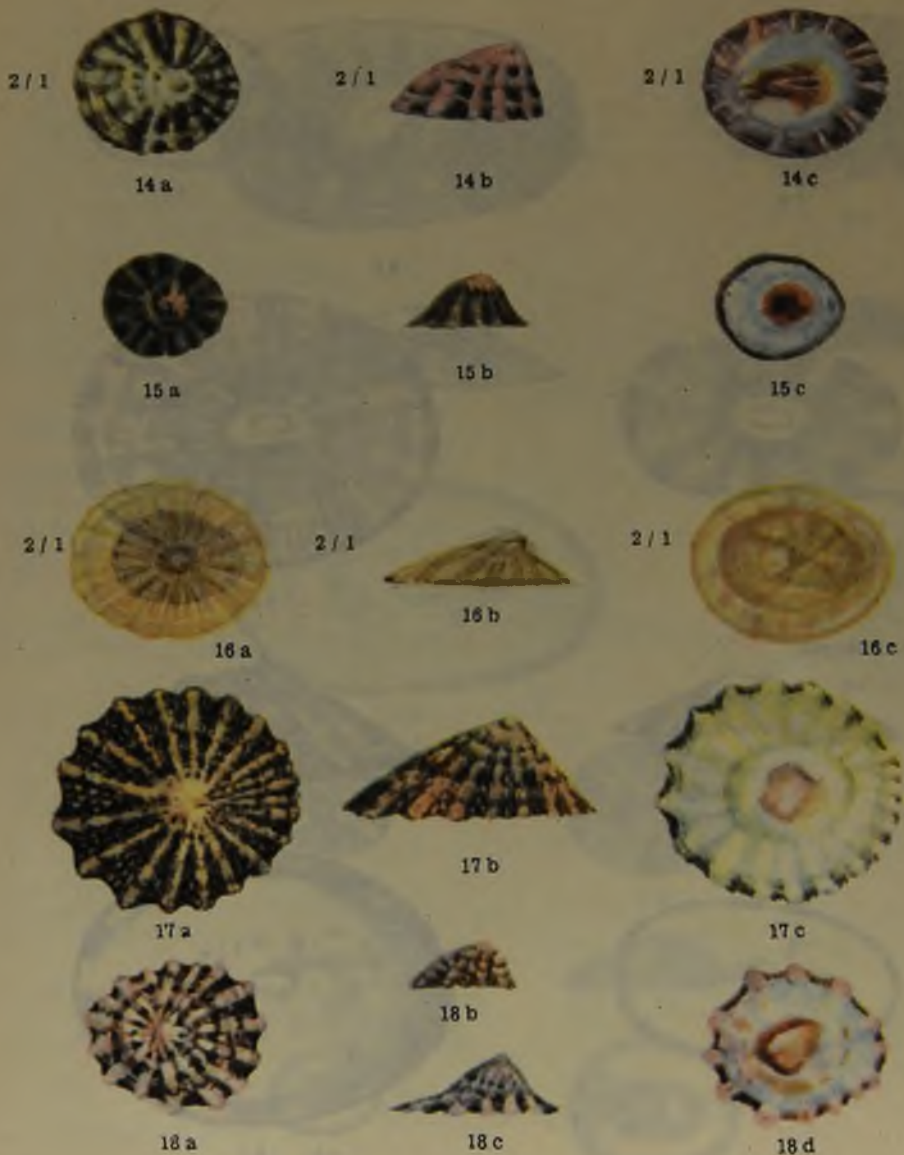 2 / 1 2 / 1 2 / 1
14 a 14 b 14 c
15 a 15 b 15 c
2 / 1 2 / 1 2 / 1
16 a 16 b 16 c
17 a 17 b 17 c
18 b
18 a 18 c 18 d